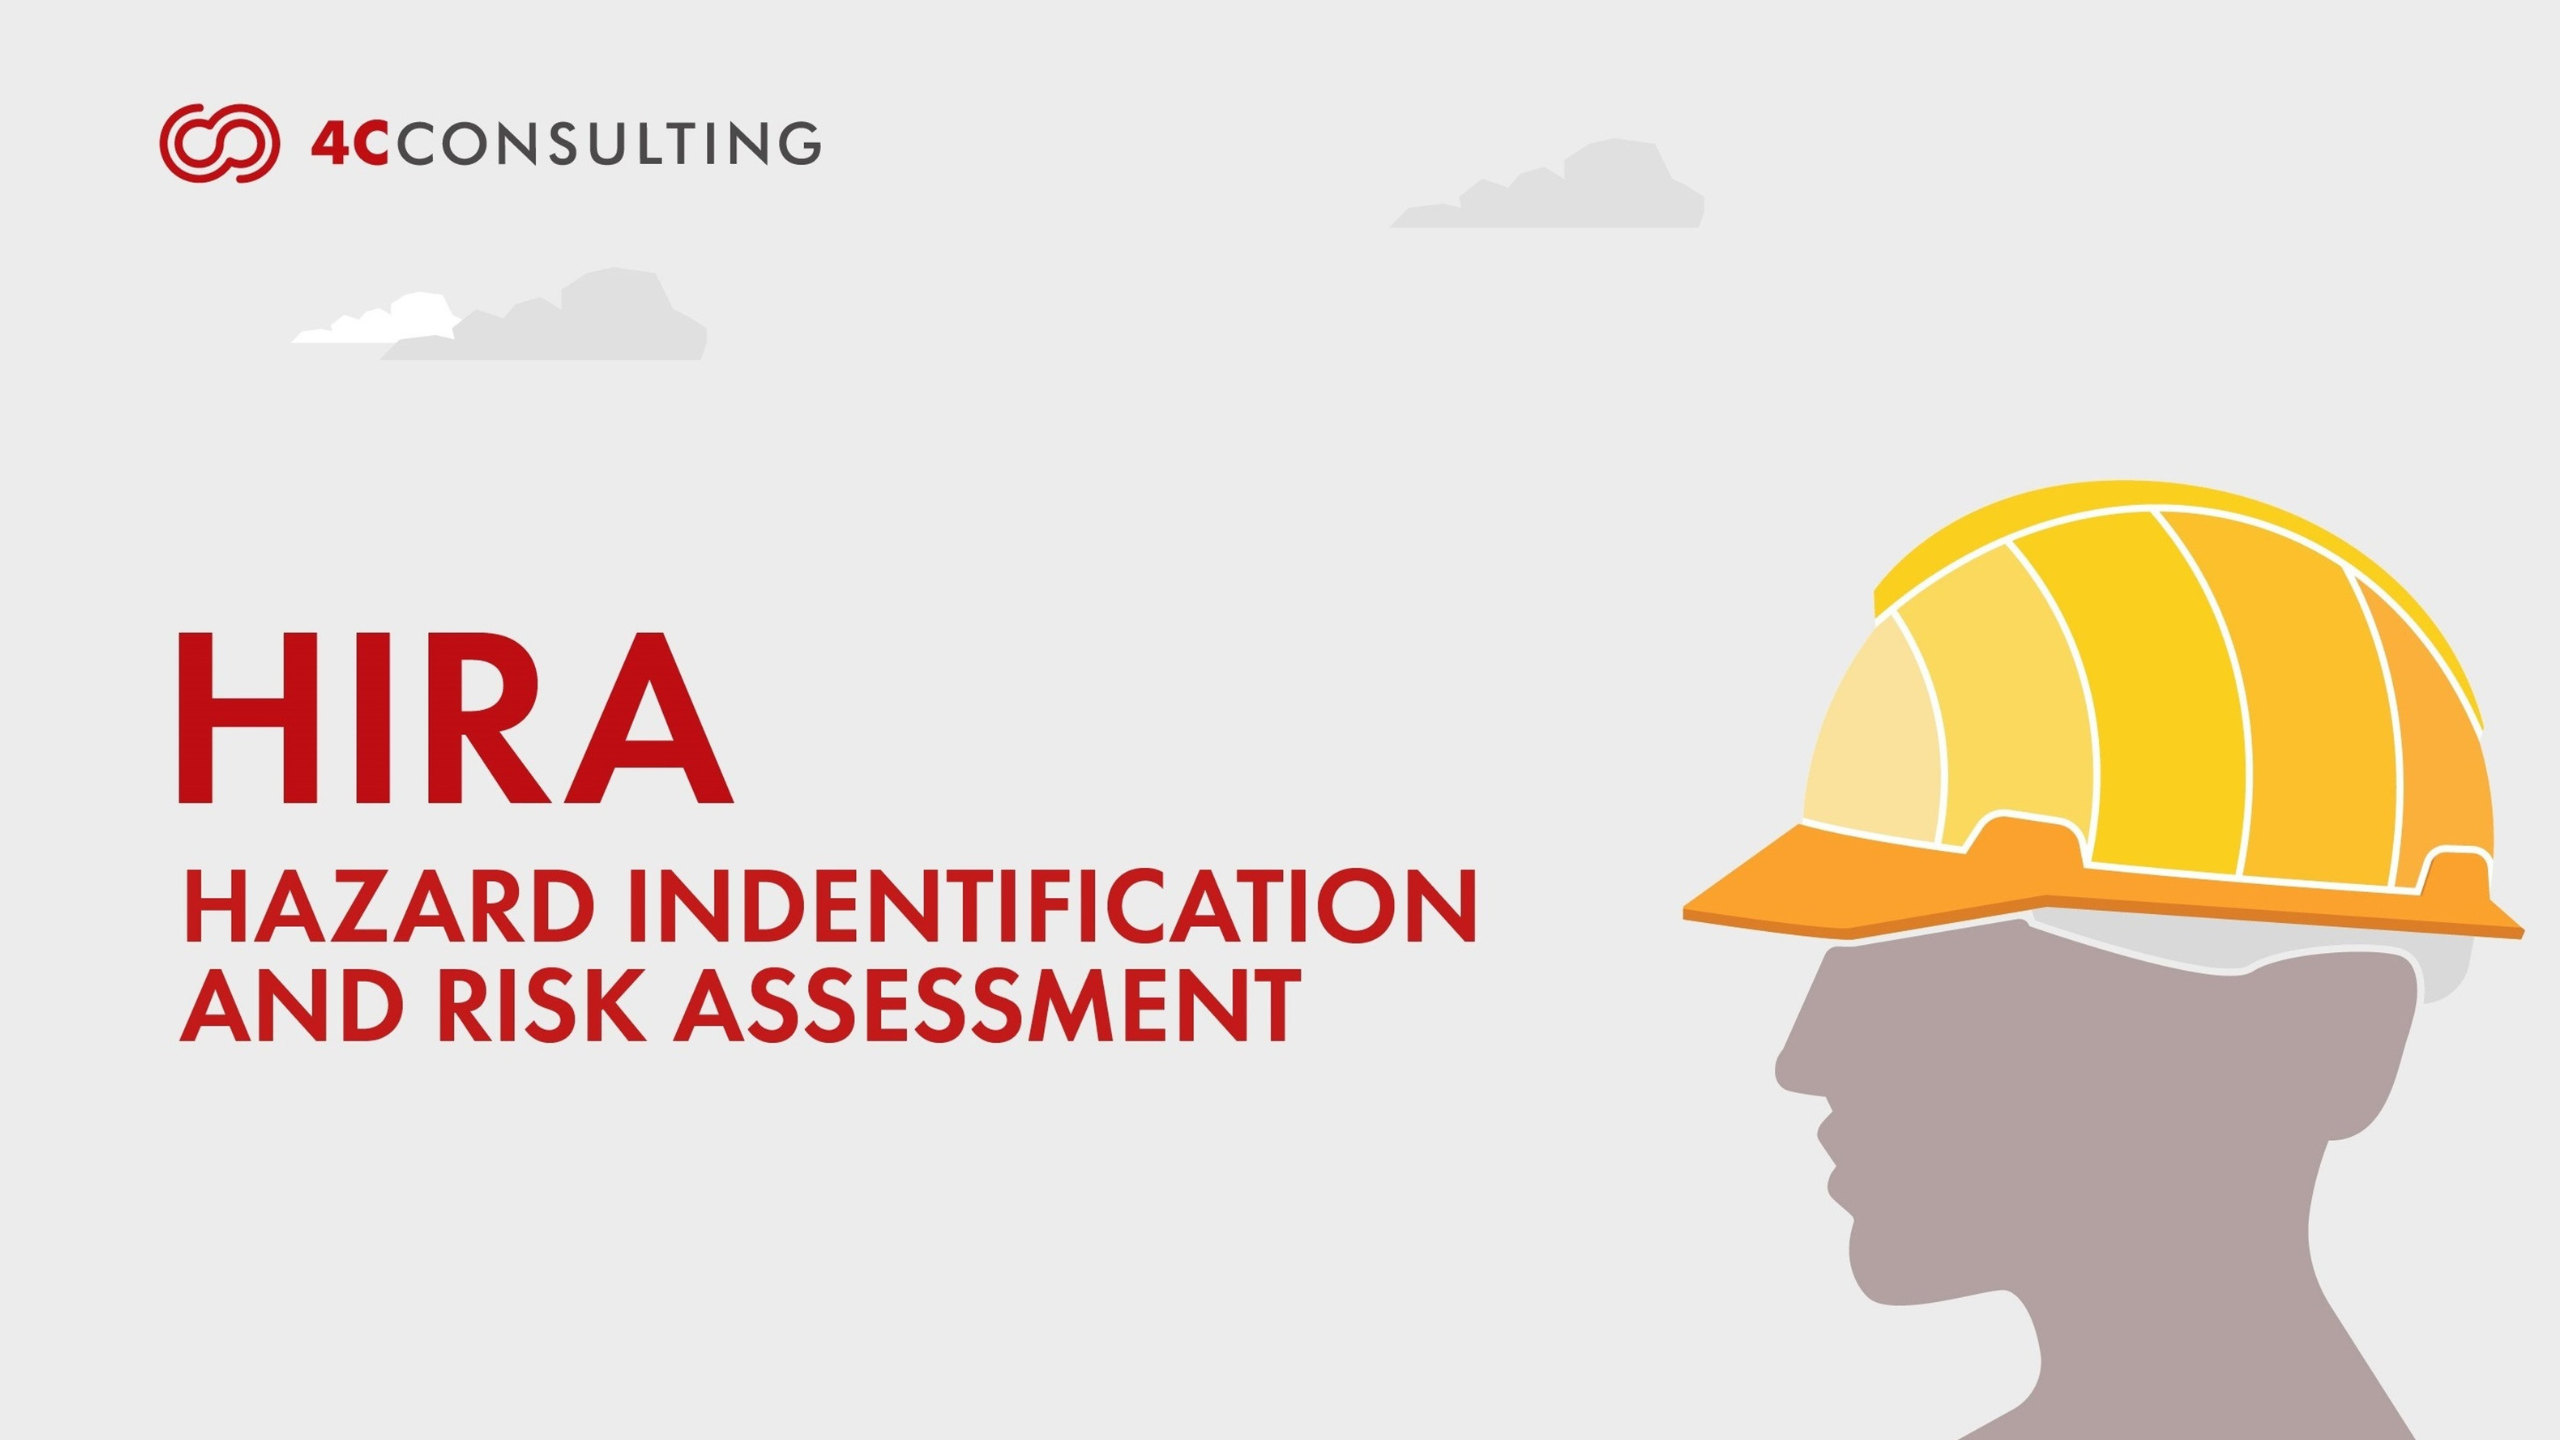 4CCONSULTING
HIRA
HAZARD INDENTIFICATION
AND RISK ASSESSMENT